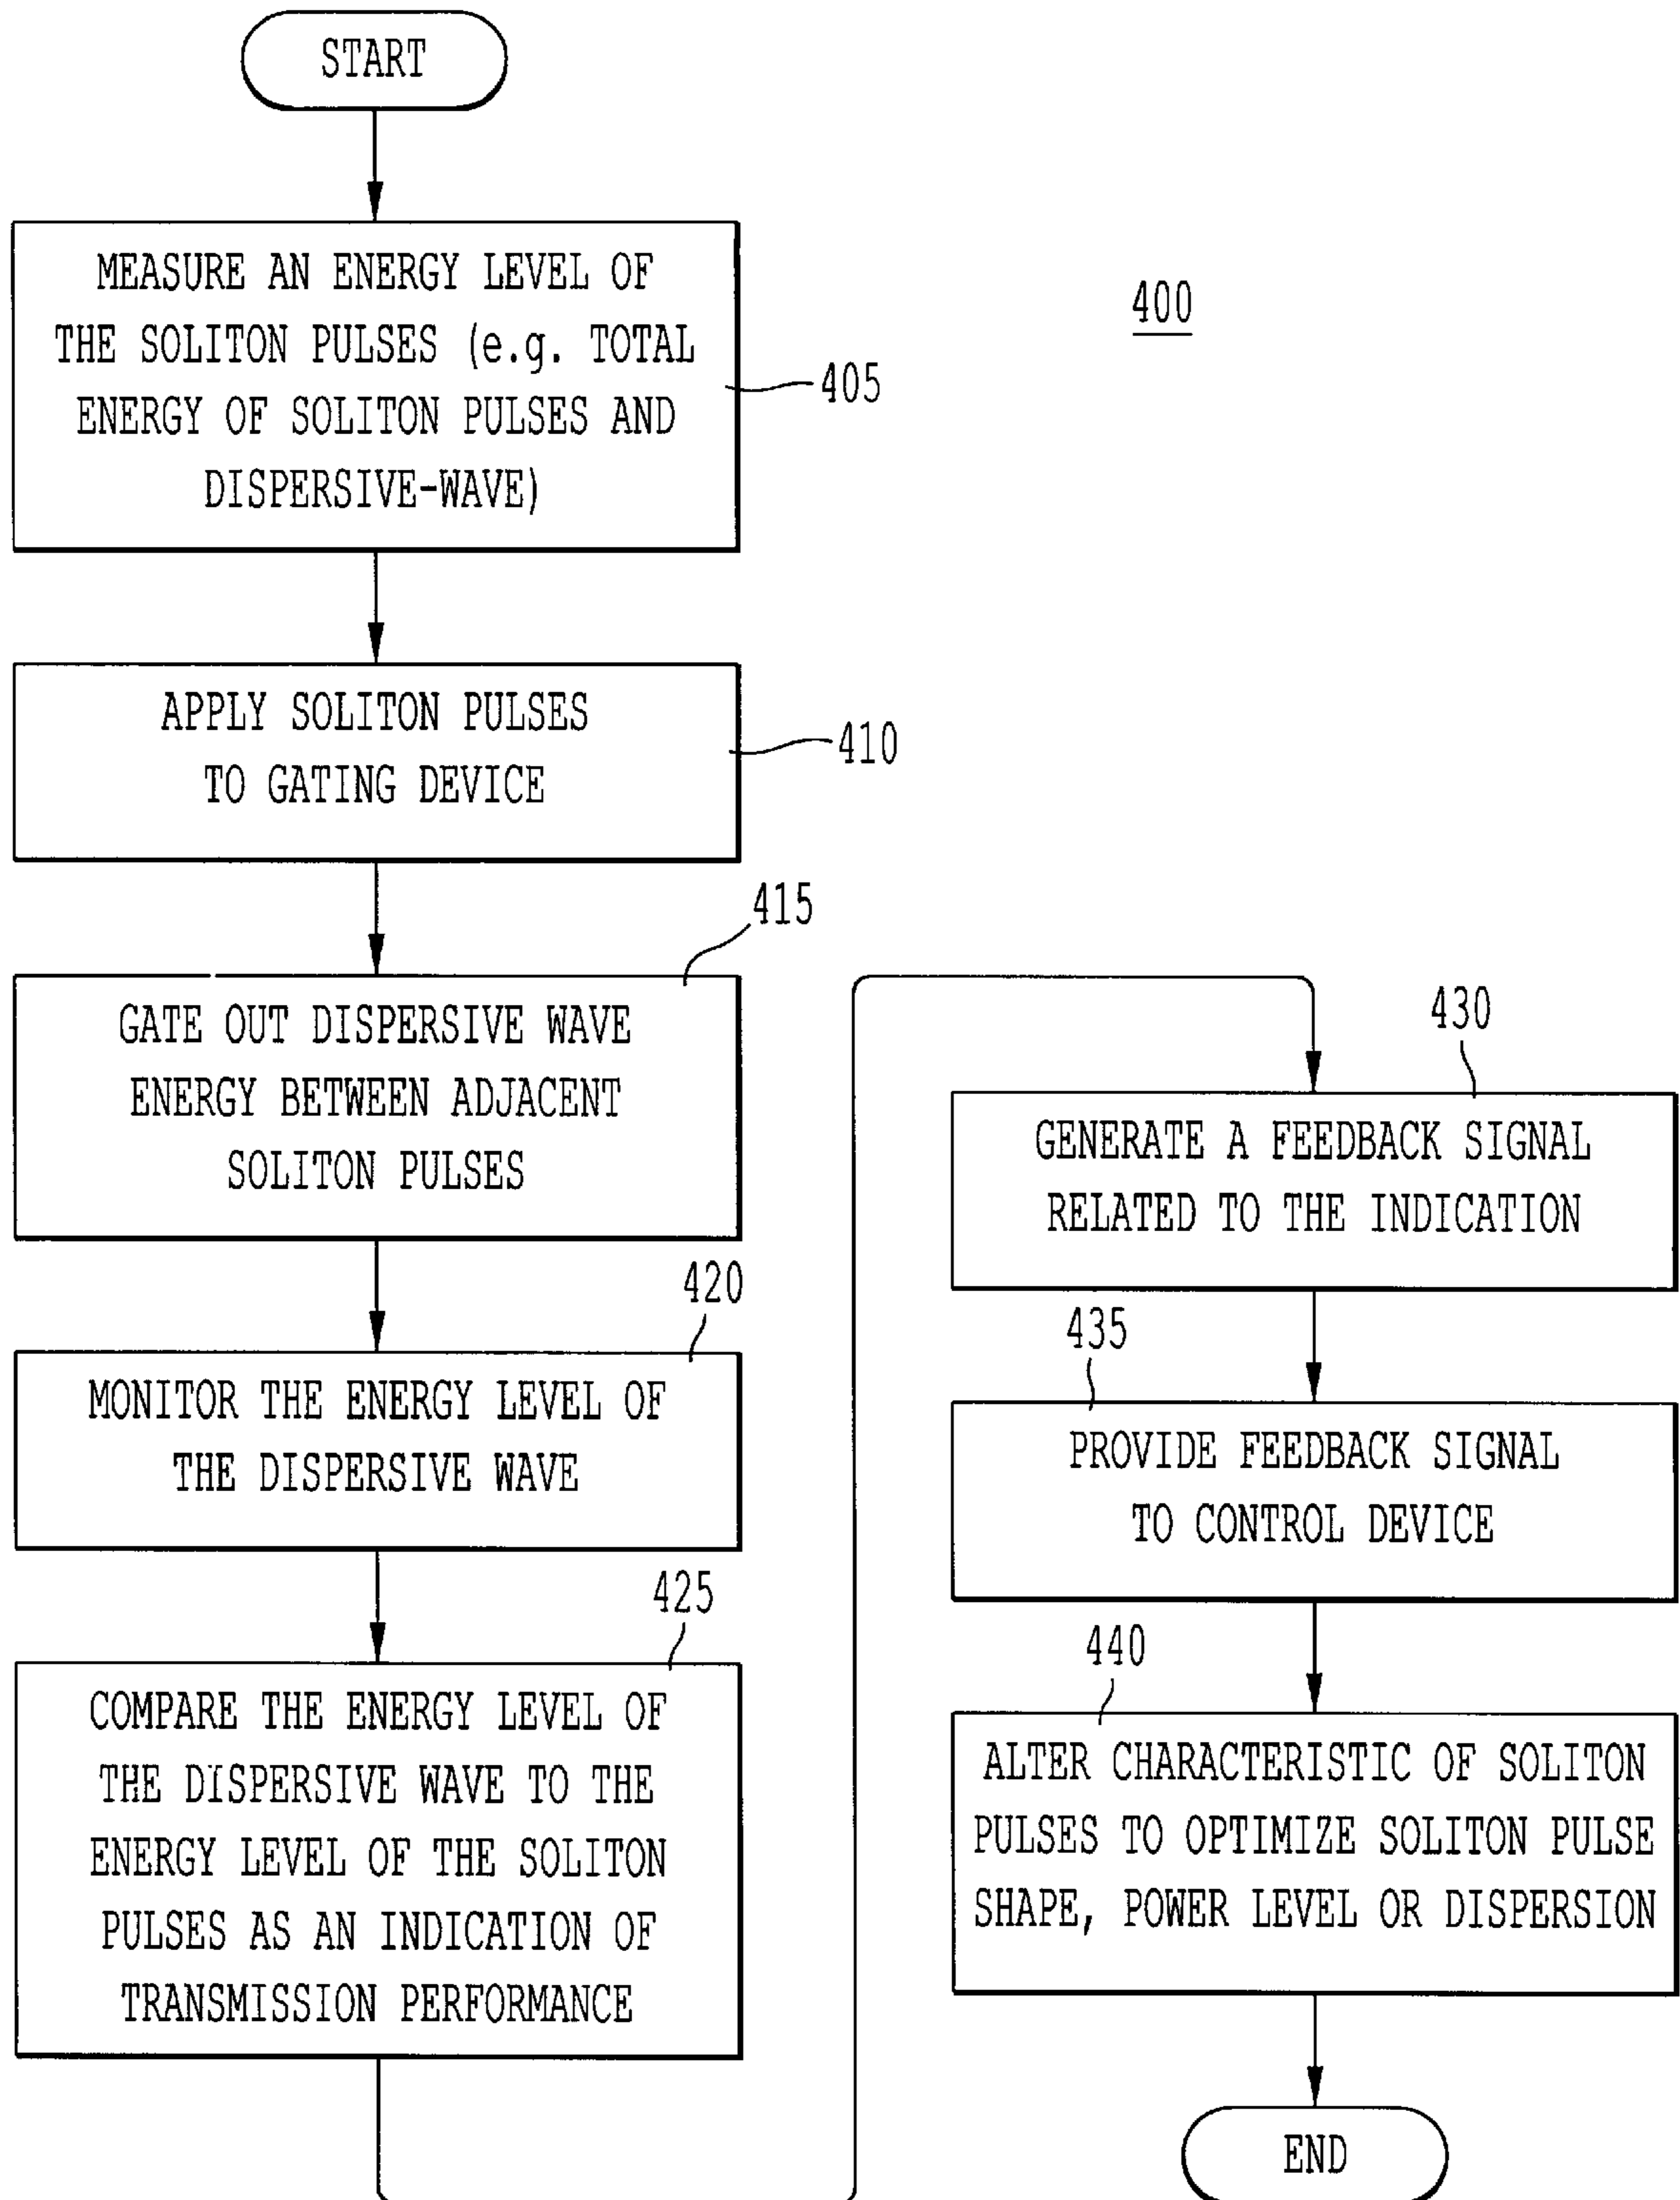 START
MEASURE AN ENERGY LEVEL OF
THE SOLITON PULSES (e.g. TOTAL
ENERGY OF SOLITON PULSES AND
DISPERSIVE-WAVE)
405
400
APPLY SOLITON PULSES
TO GATING DEVICE
410
415
GATE OUT DISPERSIVE WAVE
ENERGY BETWEEN ADJACENT
SOLITON PULSES
420
MONITOR THE ENERGY LEVEL OF
THE DISPERSIVE WAVE
425
COMPARE THE ENERGY LEVEL OF
THE DISPERSIVE WAVE TO THE
ENERGY LEVEL OF THE SOLITON
PULSES AS AN INDICATION OF
TRANSMISSION PERFORMANCE
430
GENERATE A FEEDBACK SIGNAL
RELATED TO THE INDICATION
435
PROVIDE FEEDBACK SIGNAL
TO CONTROL DEVICE
440
ALTER CHARACTERISTIC OF SOLITON
PULSES TO OPTIMIZE SOLITON PULSE
SHAPE, POWER LEVEL OR DISPERSION
END